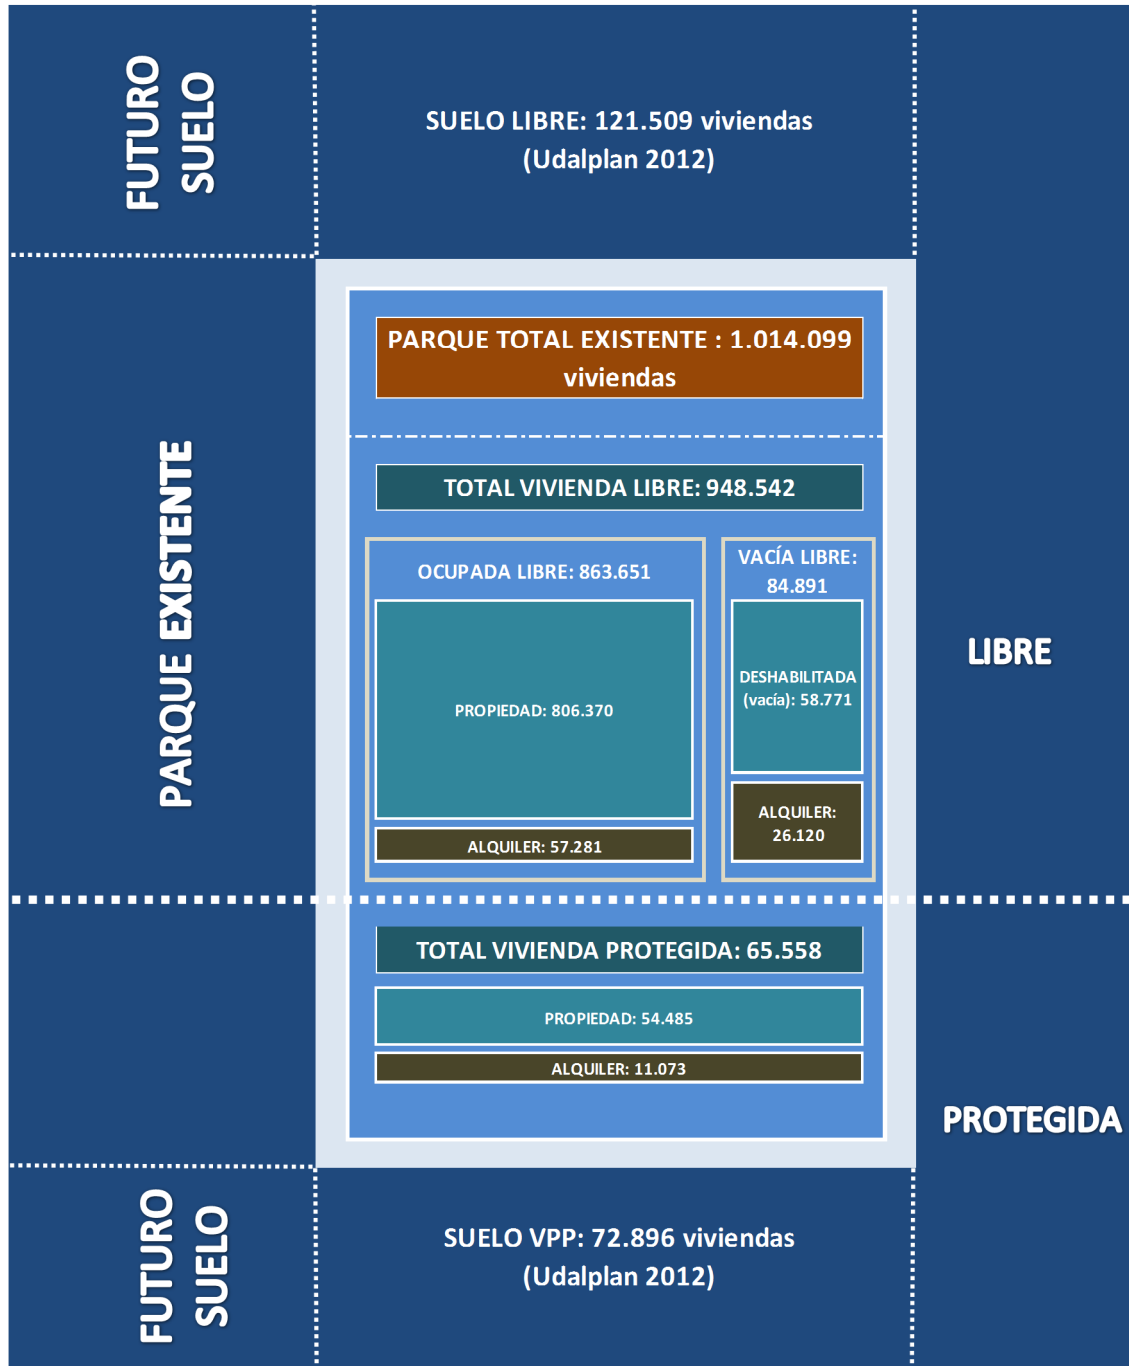 FUTURO
SUELO
SUELO LIBRE: 121.509 viviendas
(Udalplan 2012)
PARQUE EXISTENTE
PARQUE TOTAL EXISTENTE : 1.014.099
viviendas
TOTAL VIVIENDA LIBRE: 948.542
OCUPADA LIBRE: 863.651
PROPIEDAD: 806.370
ALQUILER: 57.281
VACÍA LIBRE:
84.891
DESHABILITADA
(vacía): 58.771
ALQUILER:
26.120
LIBRE
TOTAL VIVIENDA PROTEGIDA: 65.558
PROPIEDAD: 54.485
ALQUILER: 11.073
PROTEGIDA
FUTURO
SUELO
SUELO VPP: 72.896 viviendas
(Udalplan 2012)